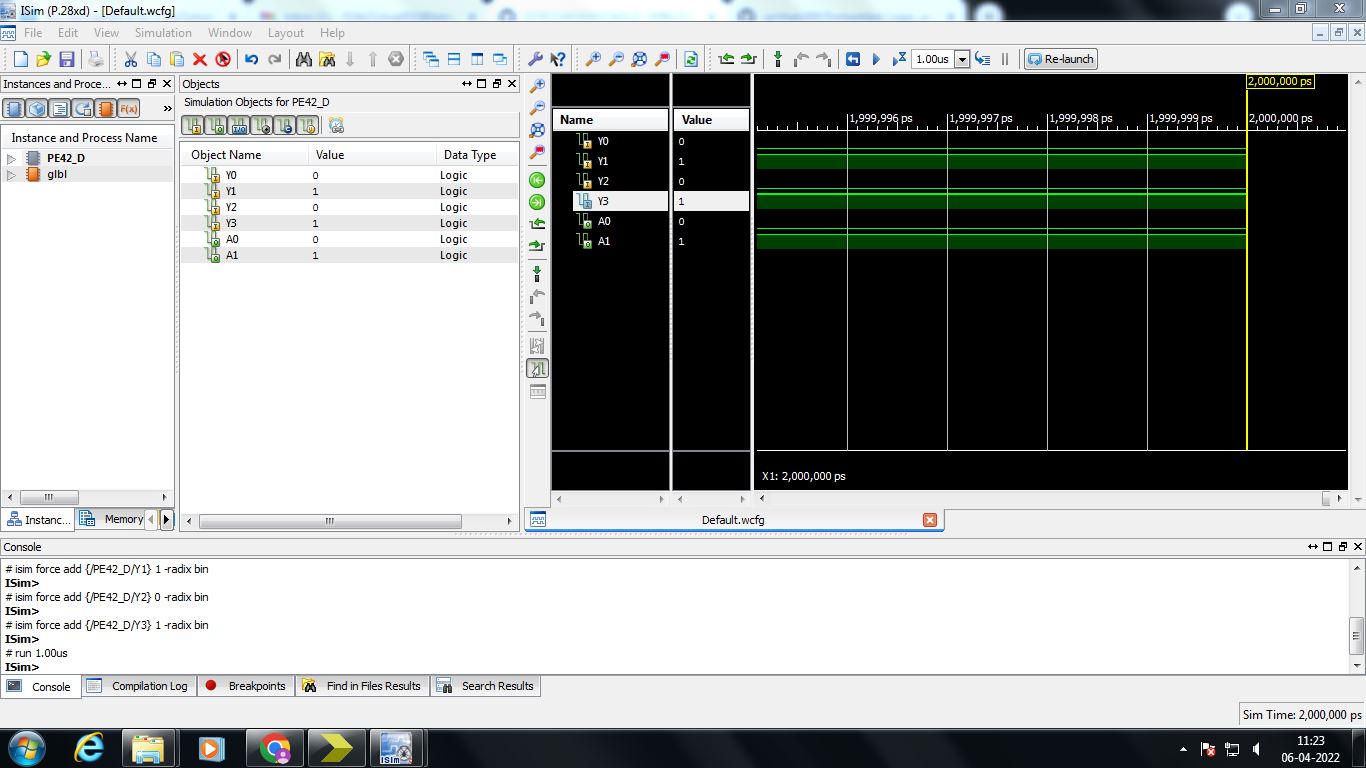 ISim (P.28xd) - [Default.wcfg]
File Edit View Simulation Window Layout Help
1.00us Re-launch
Instances and Proce...
Instance and Process Name
PE42_D
glbl
Instanc... Memory
Objects
Simulation Objects for PE42_D
Object Name Value Data Type
Y0 0 Logic
Y1 1 Logic
Y2 0 Logic
Y3 1 Logic
A0 0 Logic
A1 1 Logic
Name Value
Y0 0
Y1 1
Y2 0
Y3 1
A0 0
A1 1
2,000,000 ps
1,999,996 ps 1,999,997 ps 1,999,998 ps 1,999,999 ps 2,000,000 ps
X1: 2,000,000 ps
Default.wcfg
Console
# isim force add {/PE42_D/Y1} 1 -radix bin
ISim>
# isim force add {/PE42_D/Y2} 0 -radix bin
ISim>
# isim force add {/PE42_D/Y3} 1 -radix bin
ISim>
# run 1.00us
ISim>
Console Compilation Log Breakpoints Find in Files Results Search Results
Sim Time: 2,000,000 ps
ISim
11:23
06-04-2022